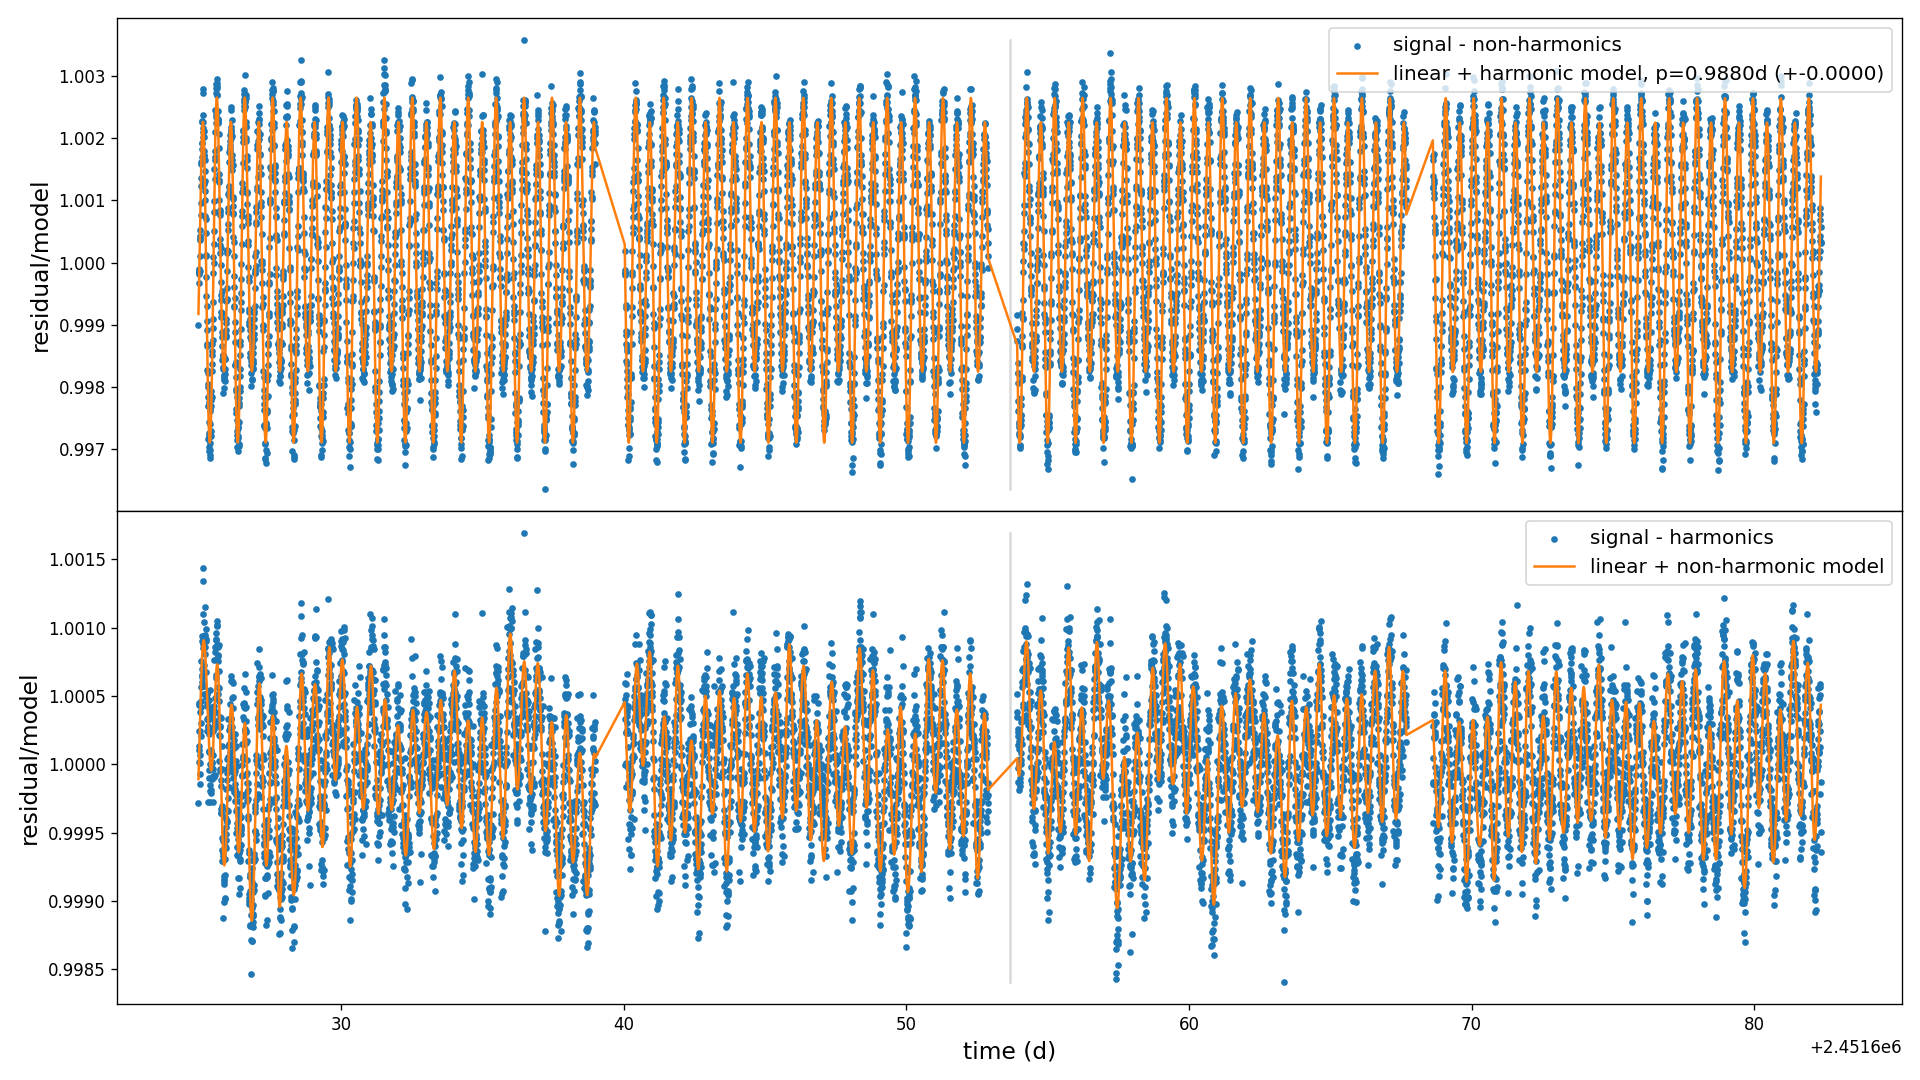 signal - non-harmonics
linear + harmonic model, p=0.9880d (+-0.0000)
1.003
1.002
1.001
1.000
0.999
0.998
0.997
residual/model
signal - harmonics
linear + non-harmonic model
1.0015
1.0010
1.0005
1.0000
0.9995
0.9990
0.9985
residual/model
30 40 50 60 70 80
time (d)
+2.4516e6